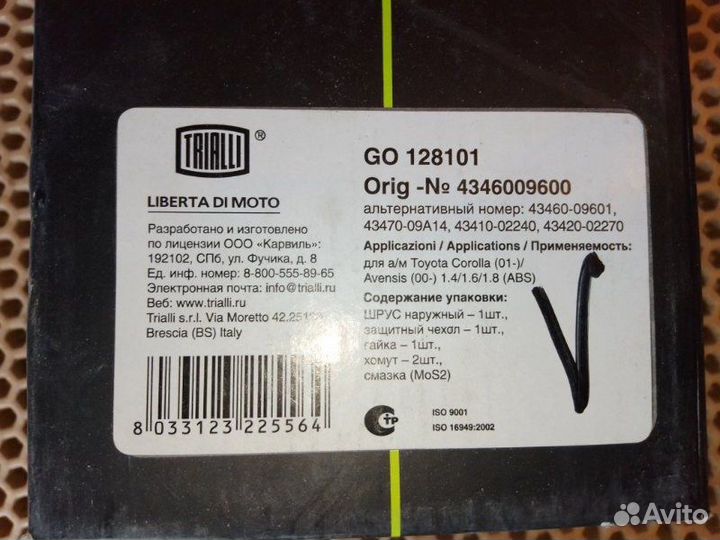 TRIALLI ®
LIBERTA DI MOTO
Разработано и изготовлено
по лицензии ООО «Карвиль»:
192102, СПб, ул. Фучика, д. 8
Ед. инф. номер: 8-800-555-89-65
Электронная почта: info@trialli.ru
Веб: www.trialli.ru
Trialli s.r.l. Via Moretto 42.25122
Brescia (BS) Italy
8 033123 225564
GO 128101
Orig -№ 4346009600
альтернативный номер: 43460-09601,
43470-09A14, 43410-02240, 43420-02270
Applicazioni / Applications / Применяемость:
для а/м Toyota Corolla (01-)/
Avensis (00-) 1.4/1.6/1.8 (ABS)
Содержание упаковки:
ШРУС наружный – 1шт.,
защитный чехол – 1шт.,
гайка – 1шт.,
хомут – 2шт.,
смазка (MoS2)
ТР
ISO 9001
ISO 16949:2002
Avito